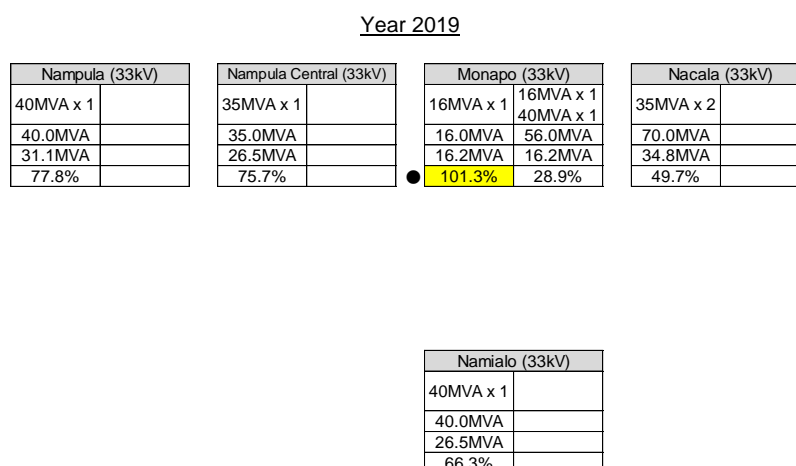 Year 2019
Nampula (33kV) Nampula Central (33kV) Monapo (33kV) Nacala (33kV)
40MVA x 1 35MVA x 1 16MVA x 1 16MVA x 1 35MVA x 2
40MVA x 1
40.0MVA 35.0MVA 16.0MVA 56.0MVA 70.0MVA
31.1MVA 26.5MVA 16.2MVA 16.2MVA 34.8MVA
77.8% 75.7% 101.3% 28.9% 49.7%
Namialo (33kV)
40MVA x 1
40.0MVA
26.5MVA
66.3%